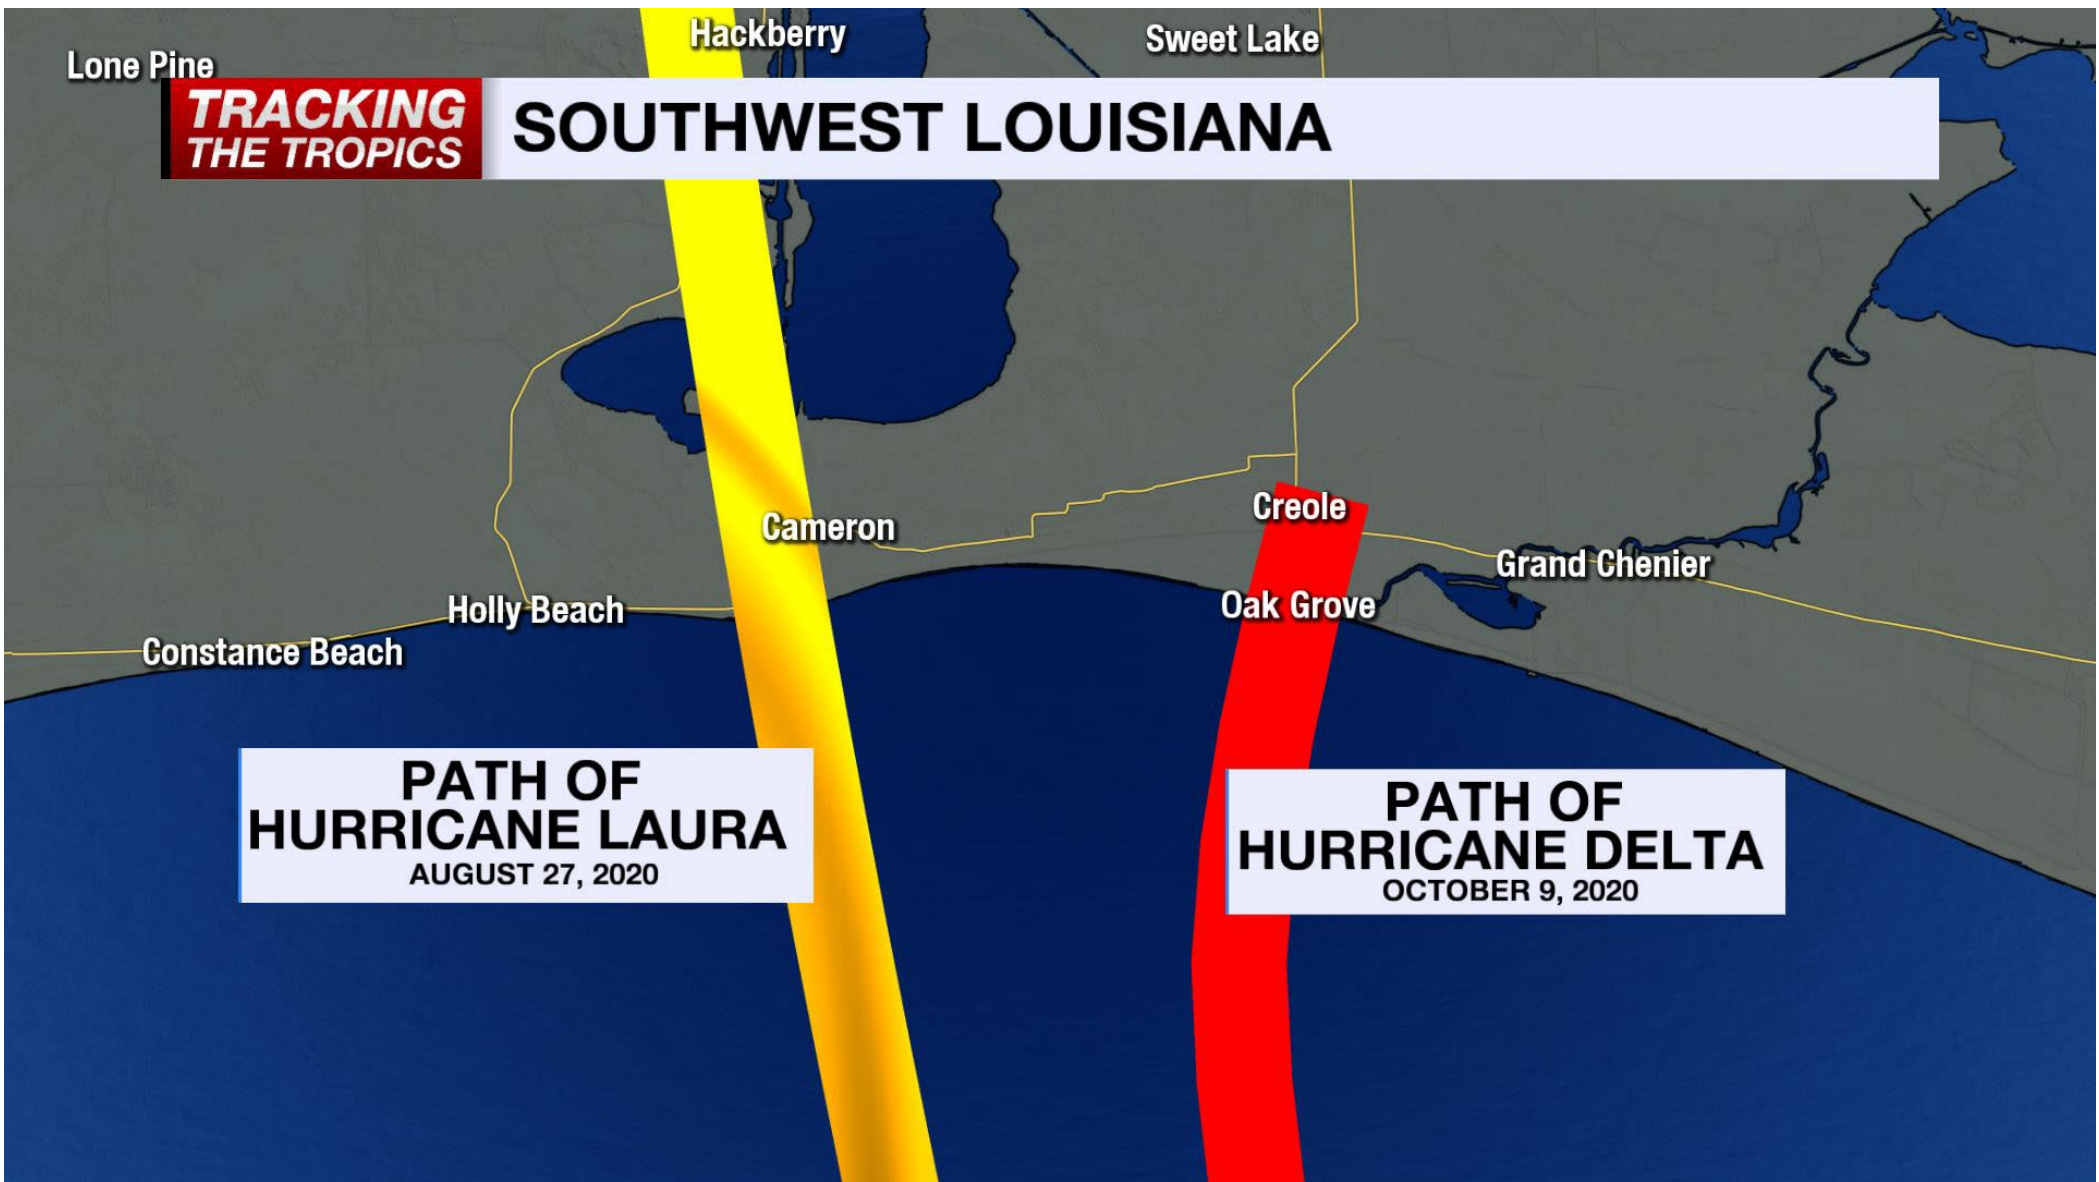 Hackberry
Sweet Lake
Lone Pine
TRACKING
THE TROPICS
SOUTHWEST LOUISIANA
Creole
Cameron
Grand Chenier
Holly Beach
Oak Grove
Constance Beach
PATH OF
HURRICANE LAURA
AUGUST 27, 2020
PATH OF
HURRICANE DELTA
OCTOBER 9, 2020